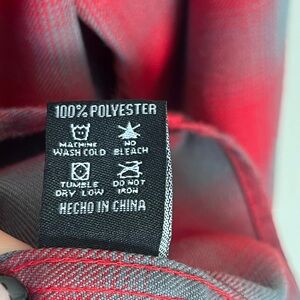 100% POLYESTER
MACHINE NO
WASH COLD BLEACH
TUMBLE DO NOT
DRY LOW IRON
HECHO IN CHINA